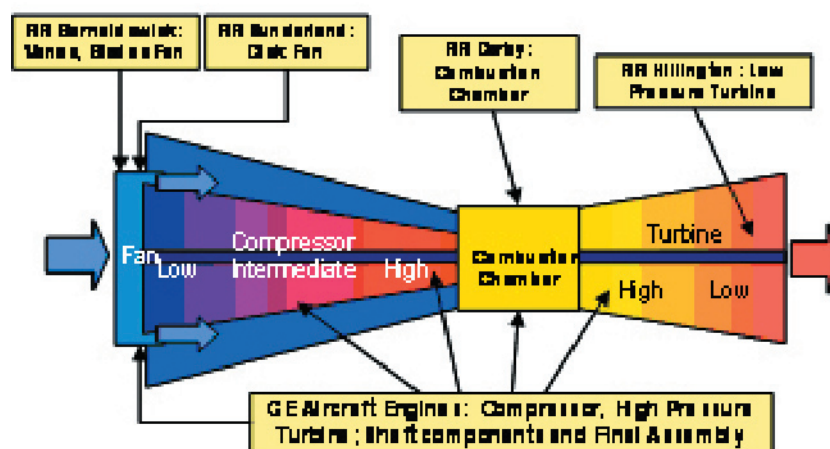 RR Barnoldswick:
Vanes, Blades Fan
RR Sunderland:
Disk Fan
RR Derby:
Combustion
Chamber
RR Hillington: Low
Pressure Turbine
Fan
Low
Compressor
Intermediate
High
Combustor
Chamber
Turbine
High
Low
GE Aircraft Engines: Compressor, High Pressure
Turbine; Shaft components and Final Assembly